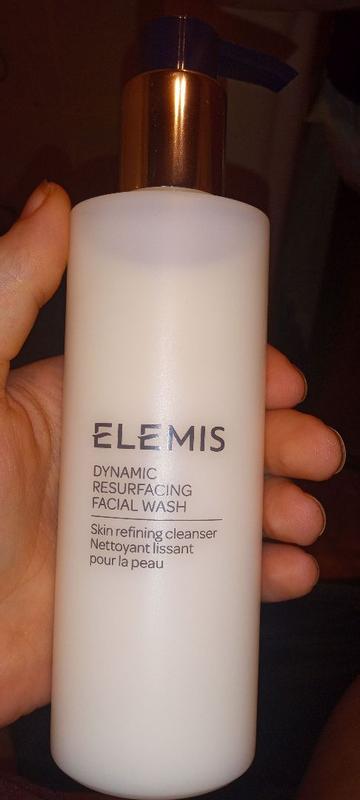 ELEMIS
DYNAMIC
RESURFACING
FACIAL WASH
Skin refining cleanser
Nettoyant lissant
pour la peau